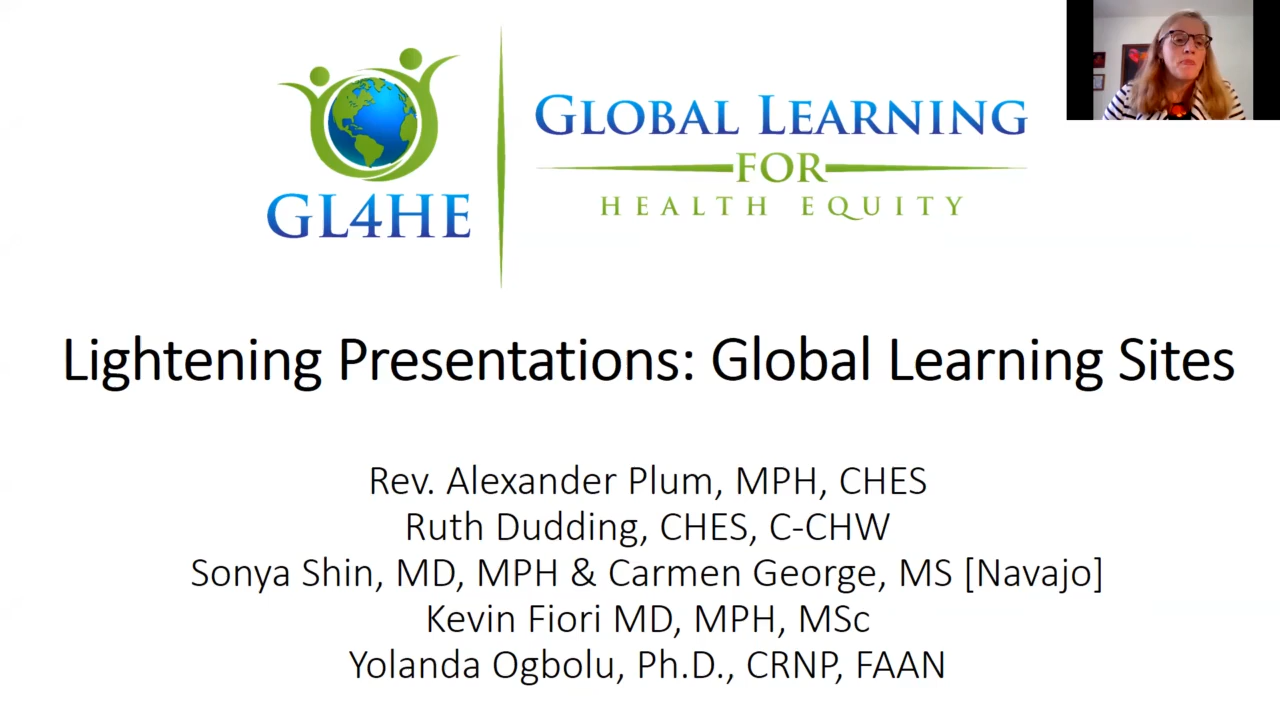 GL4HE
GLOBAL LEARNING
FOR
HEALTH EQUITY
Lightening Presentations: Global Learning Sites
Rev. Alexander Plum, MPH, CHES
Ruth Dudding, CHES, C-CHW
Sonya Shin, MD, MPH & Carmen George, MS [Navajo]
Kevin Fiori MD, MPH, MSc
Yolanda Ogbolu, Ph.D., CRNP, FAAN